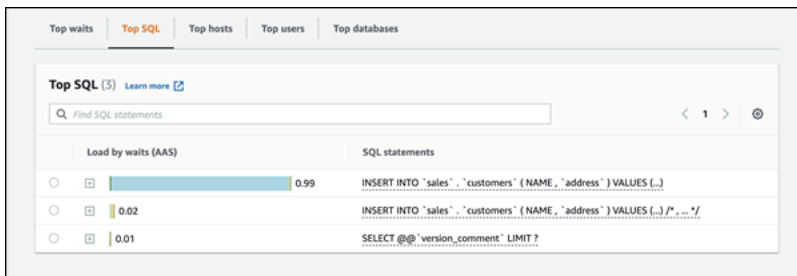 Top waits Top SQL Top hosts Top users Top databases
Top SQL (3) Learn more
Find SQL statements
< 1 >
Load by waits (AAS) SQL statements
0.99 INSERT INTO `sales` . `customers` ( NAME , `address` ) VALUES (...)
0.02 INSERT INTO `sales` . `customers` ( NAME , `address` ) VALUES (...) /* , ... */
0.01 SELECT @@ `version_comment` LIMIT ?